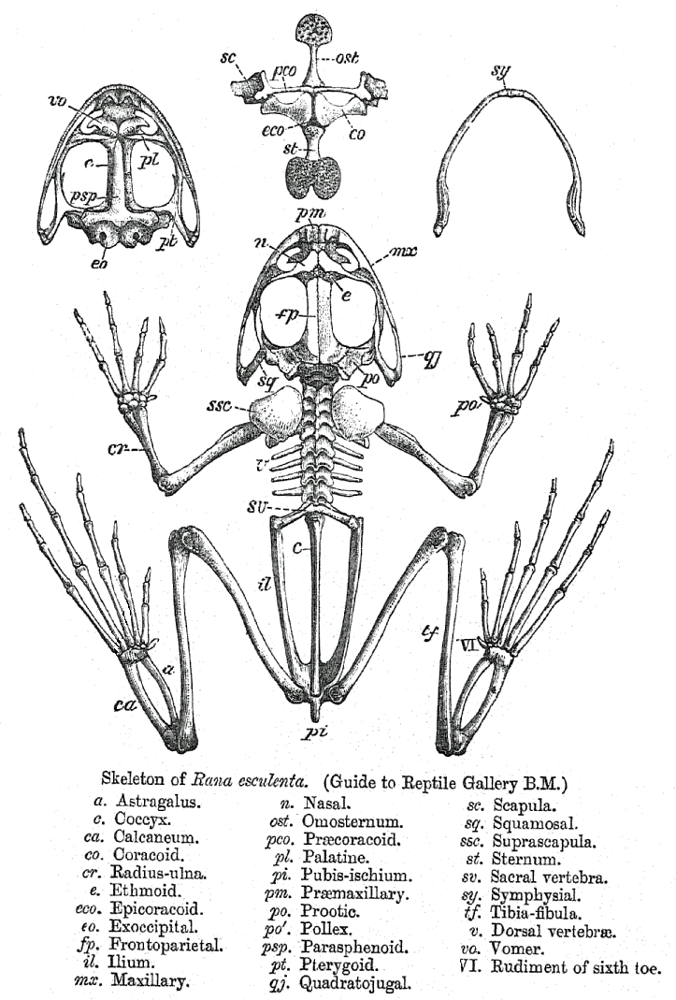 sc
pco
ost
eco
co
st
sy
vo
e
pl
psp
pt
eo
pm
n
mx
e
fp
sq
po
qj
ssc
po'
cr
v
sv
c
il
tf
VI
a
ca
pi
Skeleton of Rana esculenta. (Guide to Reptile Gallery B.M.)
a. Astragalus.
c. Coccyx.
ca. Calcaneum.
co. Coracoid.
cr. Radius-ulna.
e. Ethmoid.
eco. Epicoracoid.
eo. Exoccipital.
fp. Frontoparietal.
il. Ilium.
mx. Maxillary.
n. Nasal.
ost. Omosternum.
pco. Præcoracoid.
pl. Palatine.
pi. Pubis-ischium.
pm. Præmaxillary.
po. Prootic.
po'. Pollex.
psp. Parasphenoid.
pt. Pterygoid.
qj. Quadratojugal.
sc. Scapula.
sq. Squamosal.
ssc. Suprascapula.
st. Sternum.
sv. Sacral vertebra.
sy. Symphysial.
tf. Tibia-fibula.
v. Dorsal vertebræ.
vo. Vomer.
VI. Rudiment of sixth toe.